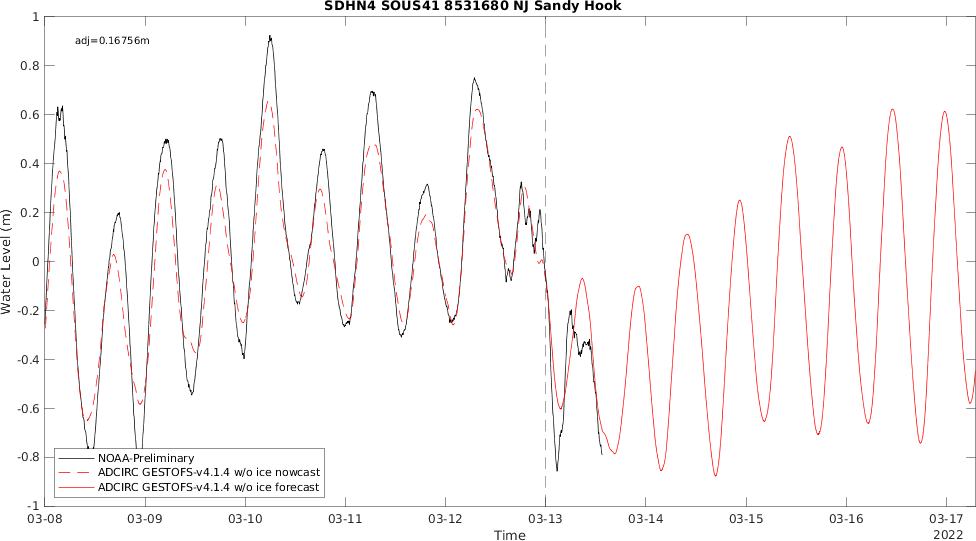 SDHN4 SOUS41 8531680 NJ Sandy Hook
adj=0.16756m
Water Level (m)
1
0.8
0.6
0.4
0.2
0
-0.2
-0.4
-0.6
-0.8
-1
NOAA-Preliminary
ADCIRC GESTOFS-v4.1.4 w/o ice nowcast
ADCIRC GESTOFS-v4.1.4 w/o ice forecast
03-08 03-09 03-10 03-11 03-12 03-13 03-14 03-15 03-16 03-17
Time 2022